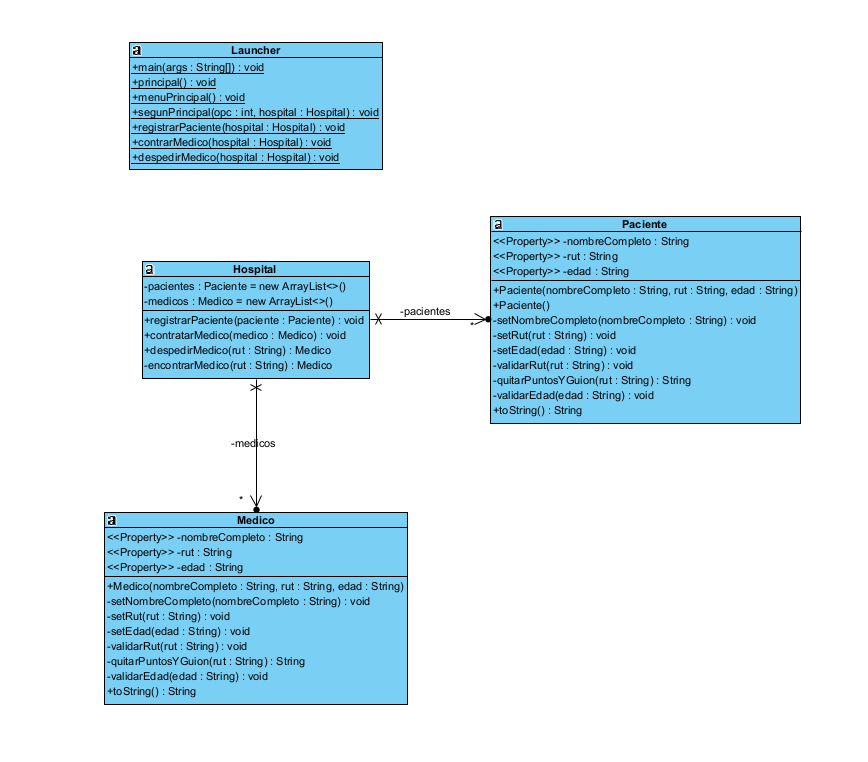 a Launcher
+main(args : String[]) : void
+principal() : void
+menuPrincipal() : void
+segunPrincipal(opc : int, hospital : Hospital) : void
+registrarPaciente(hospital : Hospital) : void
+contrarMedico(hospital : Hospital) : void
+despedirMedico(hospital : Hospital) : void
a Paciente
<<Property>> -nombreCompleto : String
<<Property>> -rut : String
<<Property>> -edad : String
+Paciente(nombreCompleto : String, rut : String, edad : String)
+Paciente()
-setNombreCompleto(nombreCompleto : String) : void
-setRut(rut : String) : void
-setEdad(edad : String) : void
-validarRut(rut : String) : void
-quitarPuntosYGuion(rut : String) : String
-validarEdad(edad : String) : void
+toString() : String
a Hospital
-pacientes : Paciente = new ArrayList<>()
-medicos : Medico = new ArrayList<>()
+registrarPaciente(paciente : Paciente) : void
+contratarMedico(medico : Medico) : void
+despedirMedico(rut : String) : Medico
-encontrarMedico(rut : String) : Medico
-pacientes
*
-medicos
*
a Medico
<<Property>> -nombreCompleto : String
<<Property>> -rut : String
<<Property>> -edad : String
+Medico(nombreCompleto : String, rut : String, edad : String)
-setNombreCompleto(nombreCompleto : String) : void
-setRut(rut : String) : void
-setEdad(edad : String) : void
-validarRut(rut : String) : void
-quitarPuntosYGuion(rut : String) : String
-validarEdad(edad : String) : void
+toString() : String